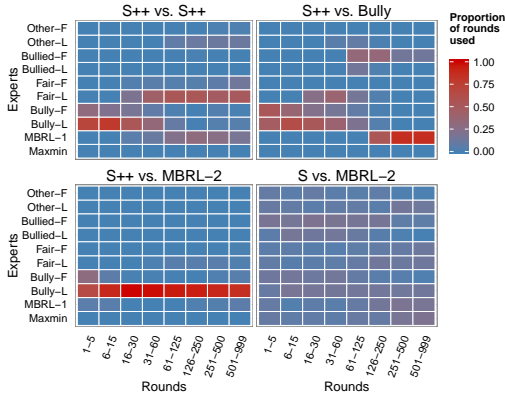 S++ vs. S++
S++ vs. Bully
Proportion
of rounds
used
1.00
0.75
0.50
0.25
0.00
Experts
Other−F
Other−L
Bullied−F
Bullied−L
Fair−F
Fair−L
Bully−F
Bully−L
MBRL−1
Maxmin
S++ vs. MBRL−2
S vs. MBRL−2
Experts
Other−F
Other−L
Bullied−F
Bullied−L
Fair−F
Fair−L
Bully−F
Bully−L
MBRL−1
Maxmin
1−5
6−15
16−30
31−60
61−125
126−250
251−500
501−999
1−5
6−15
16−30
31−60
61−125
126−250
251−500
501−999
Rounds
Rounds